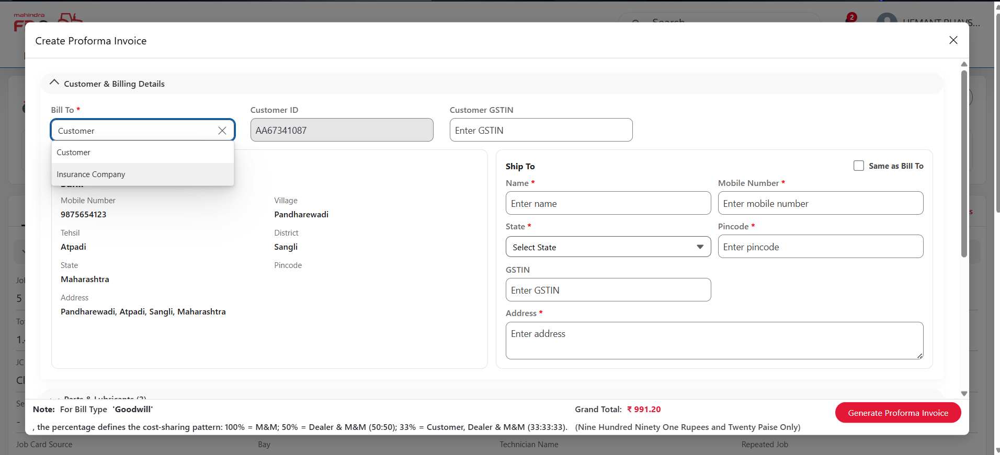 mahindra
Search
2
HEMANT BHAVS...
Create Proforma Invoice
Customer & Billing Details
Bill To *
Customer ID
Customer GSTIN
Customer
AA67341087
Enter GSTIN
Customer
Insurance Company
Ship To
Same as Bill To
Name *
Mobile Number *
Enter name
Enter mobile number
Mobile Number
Village
9875654123
Pandharewadi
State *
Pincode *
Tehsil
District
Atpadi
Sangli
Select State
Enter pincode
State
Pincode
GSTIN
Maharashtra
Enter GSTIN
Address
Pandharewadi, Atpadi, Sangli, Maharashtra
Address *
Enter address
5
JC
Parts & Lubricants (2)
Note: For Bill Type 'Goodwill'
Grand Total: ₹ 991.20
Generate Proforma Invoice
, the percentage defines the cost-sharing pattern: 100% = M&M; 50% = Dealer & M&M (50:50); 33% = Customer, Dealer & M&M (33:33:33).
(Nine Hundred Ninety One Rupees and Twenty Paise Only)
Job Card Source
Bay
Technician Name
Repeated Job